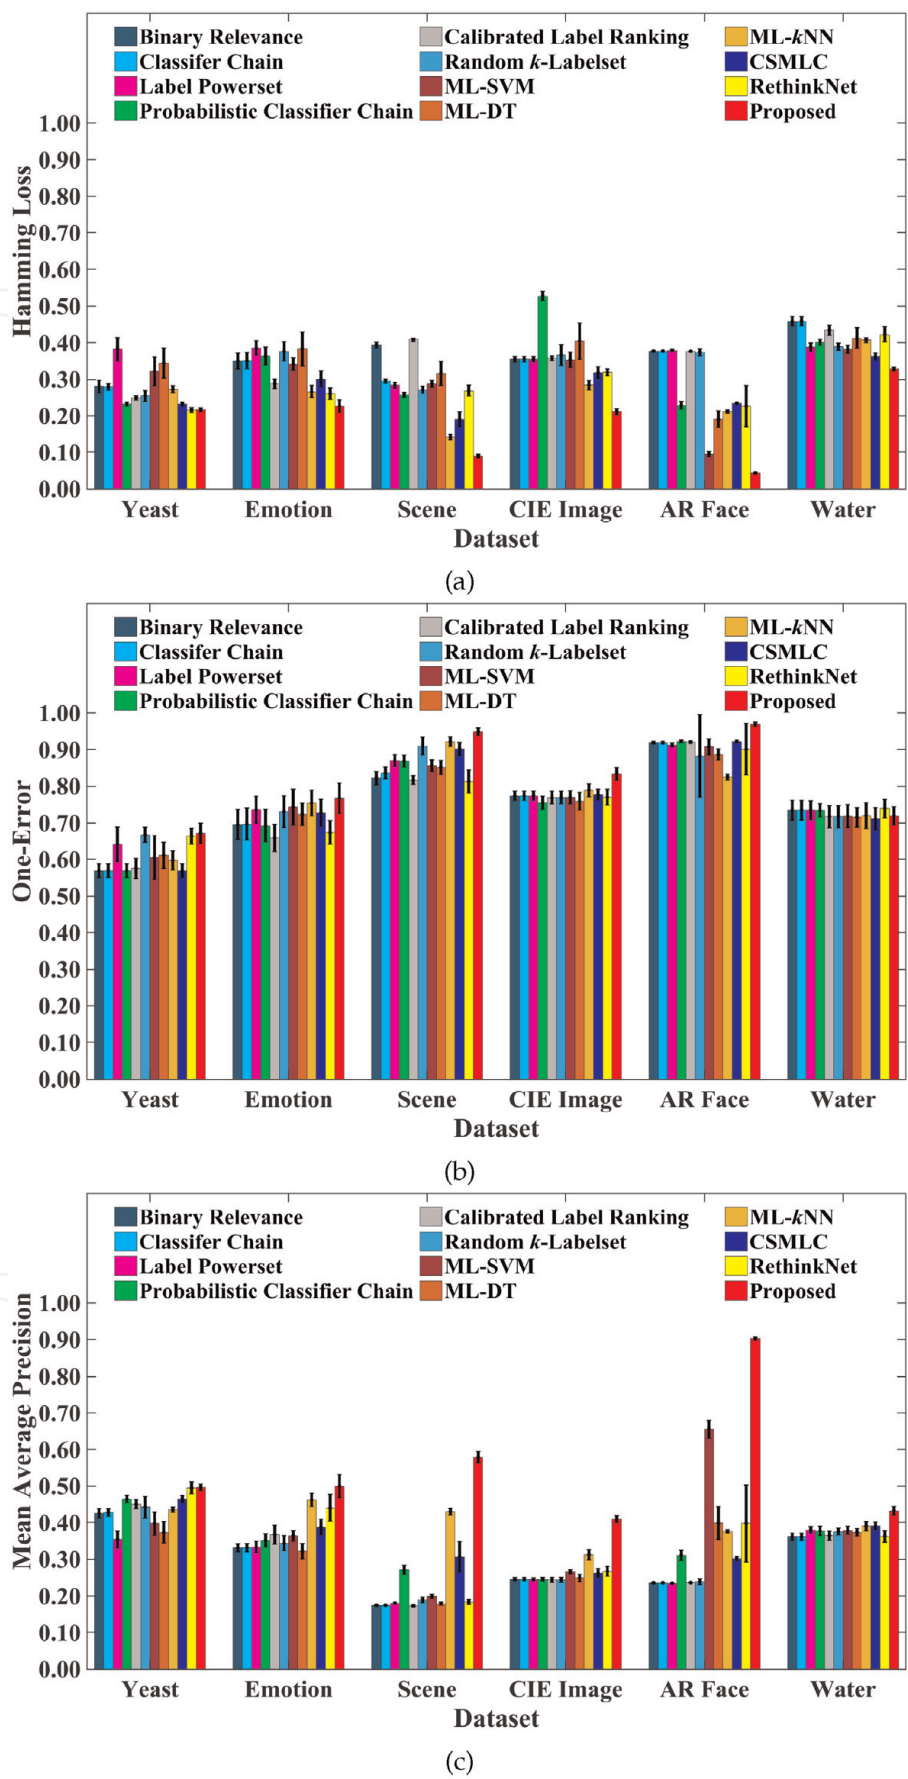 Binary Relevance Calibrated Label Ranking ML-kNN
Classifer Chain Random k-Labelset CSMLC
Label Powerset ML-SVM RethinkNet
Probabilistic Classifier Chain ML-DT Proposed
1.00
0.90
0.80
0.70
0.60
0.50
0.40
0.30
0.20
0.10
0.00
Hamming Loss
Yeast Emotion Scene CIE Image AR Face Water
Dataset
(a)
Binary Relevance Calibrated Label Ranking ML-kNN
Classifer Chain Random k-Labelset CSMLC
Label Powerset ML-SVM RethinkNet
Probabilistic Classifier Chain ML-DT Proposed
1.00
0.90
0.80
0.70
0.60
0.50
0.40
0.30
0.20
0.10
0.00
One-Error
Yeast Emotion Scene CIE Image AR Face Water
Dataset
(b)
Binary Relevance Calibrated Label Ranking ML-kNN
Classifer Chain Random k-Labelset CSMLC
Label Powerset ML-SVM RethinkNet
Probabilistic Classifier Chain ML-DT Proposed
1.00
0.90
0.80
0.70
0.60
0.50
0.40
0.30
0.20
0.10
0.00
Mean Average Precision
Yeast Emotion Scene CIE Image AR Face Water
Dataset
(c)